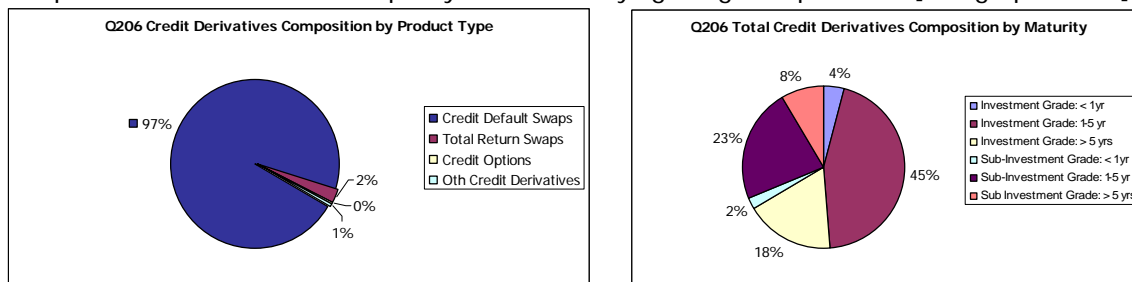 Q206 Credit Derivatives Composition by Product Type
97%
2%
0%
1%
Credit Default Swaps
Total Return Swaps
Credit Options
Oth Credit Derivatives
Q206 Total Credit Derivatives Composition by Maturity
8%
4%
23%
45%
2%
18%
Investment Grade: < 1yr
Investment Grade: 1-5 yr
Investment Grade: > 5 yrs
Sub-Investment Grade: < 1yr
Sub-Investment Grade: 1-5 yr
Sub Investment Grade: > 5 yrs